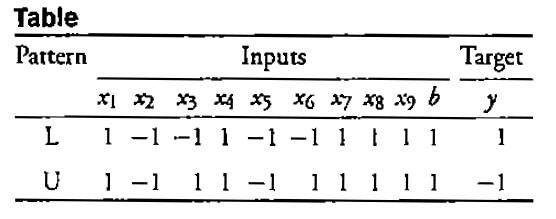 Table
Pattern Inputs Target
x1 x2 x3 x4 x5 x6 x7 x8 x9 b y
L 1 −1 −1 1 −1 −1 1 1 1 1 1
U 1 −1 1 1 −1 1 1 1 1 1 −1